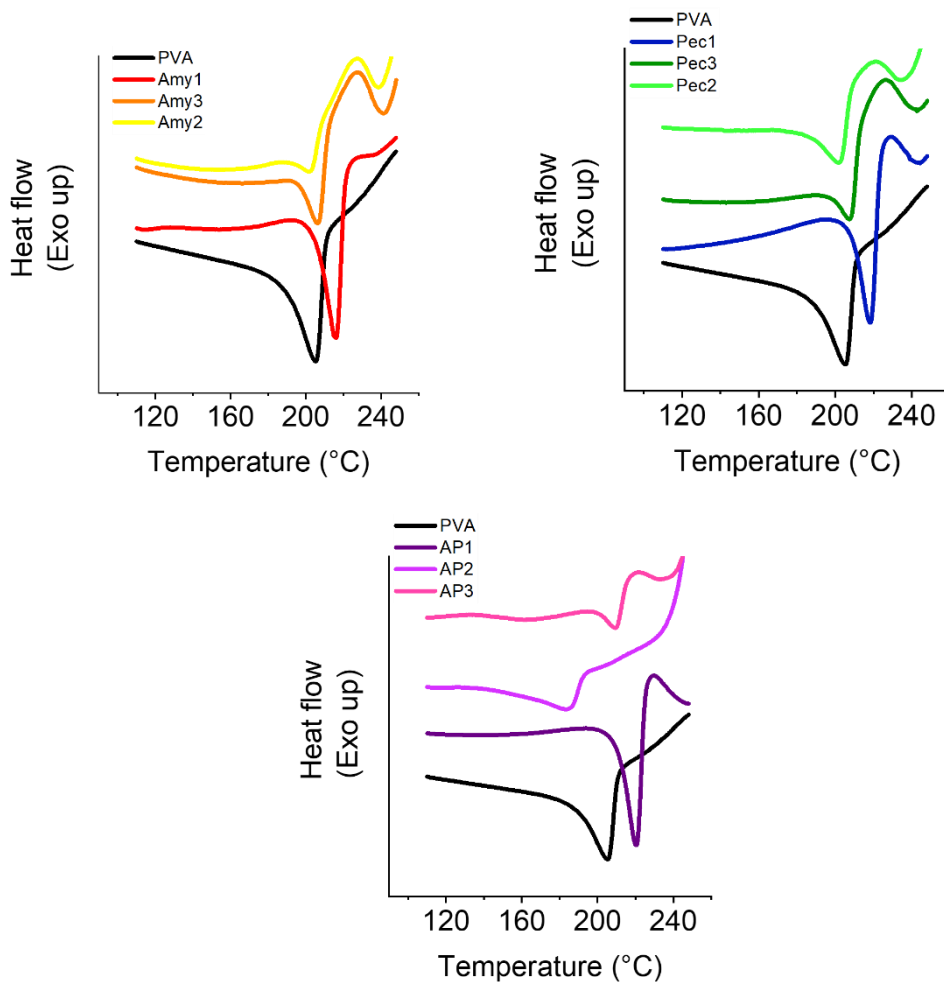 PVA
Amy1
Amy3
Amy2
Heat flow
(Exo up)
120 160 200 240
Temperature (°C)
PVA
Pec1
Pec3
Pec2
Heat flow
(Exo up)
120 160 200 240
Temperature (°C)
PVA
AP1
AP2
AP3
Heat flow
(Exo up)
120 160 200 240
Temperature (°C)